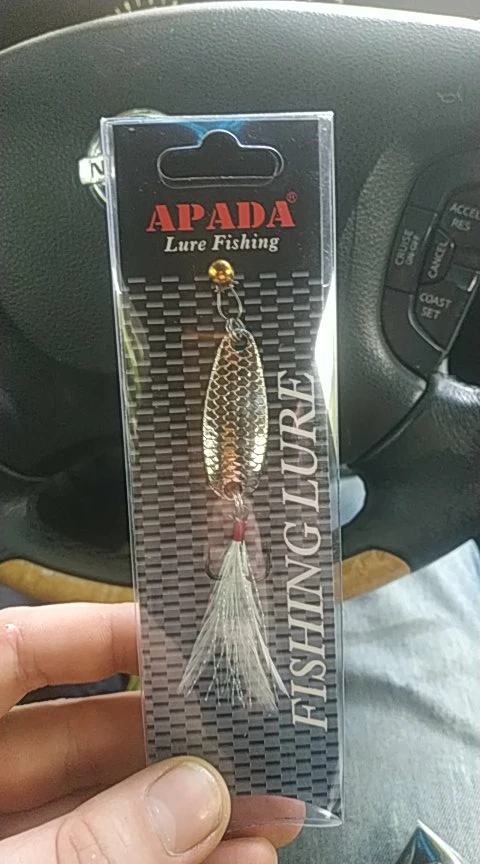 APADA®
Lure Fishing
FISHING LURE
N
ACCEL
RES
CRUISE
ON/OFF
CANCEL
COAST
SET